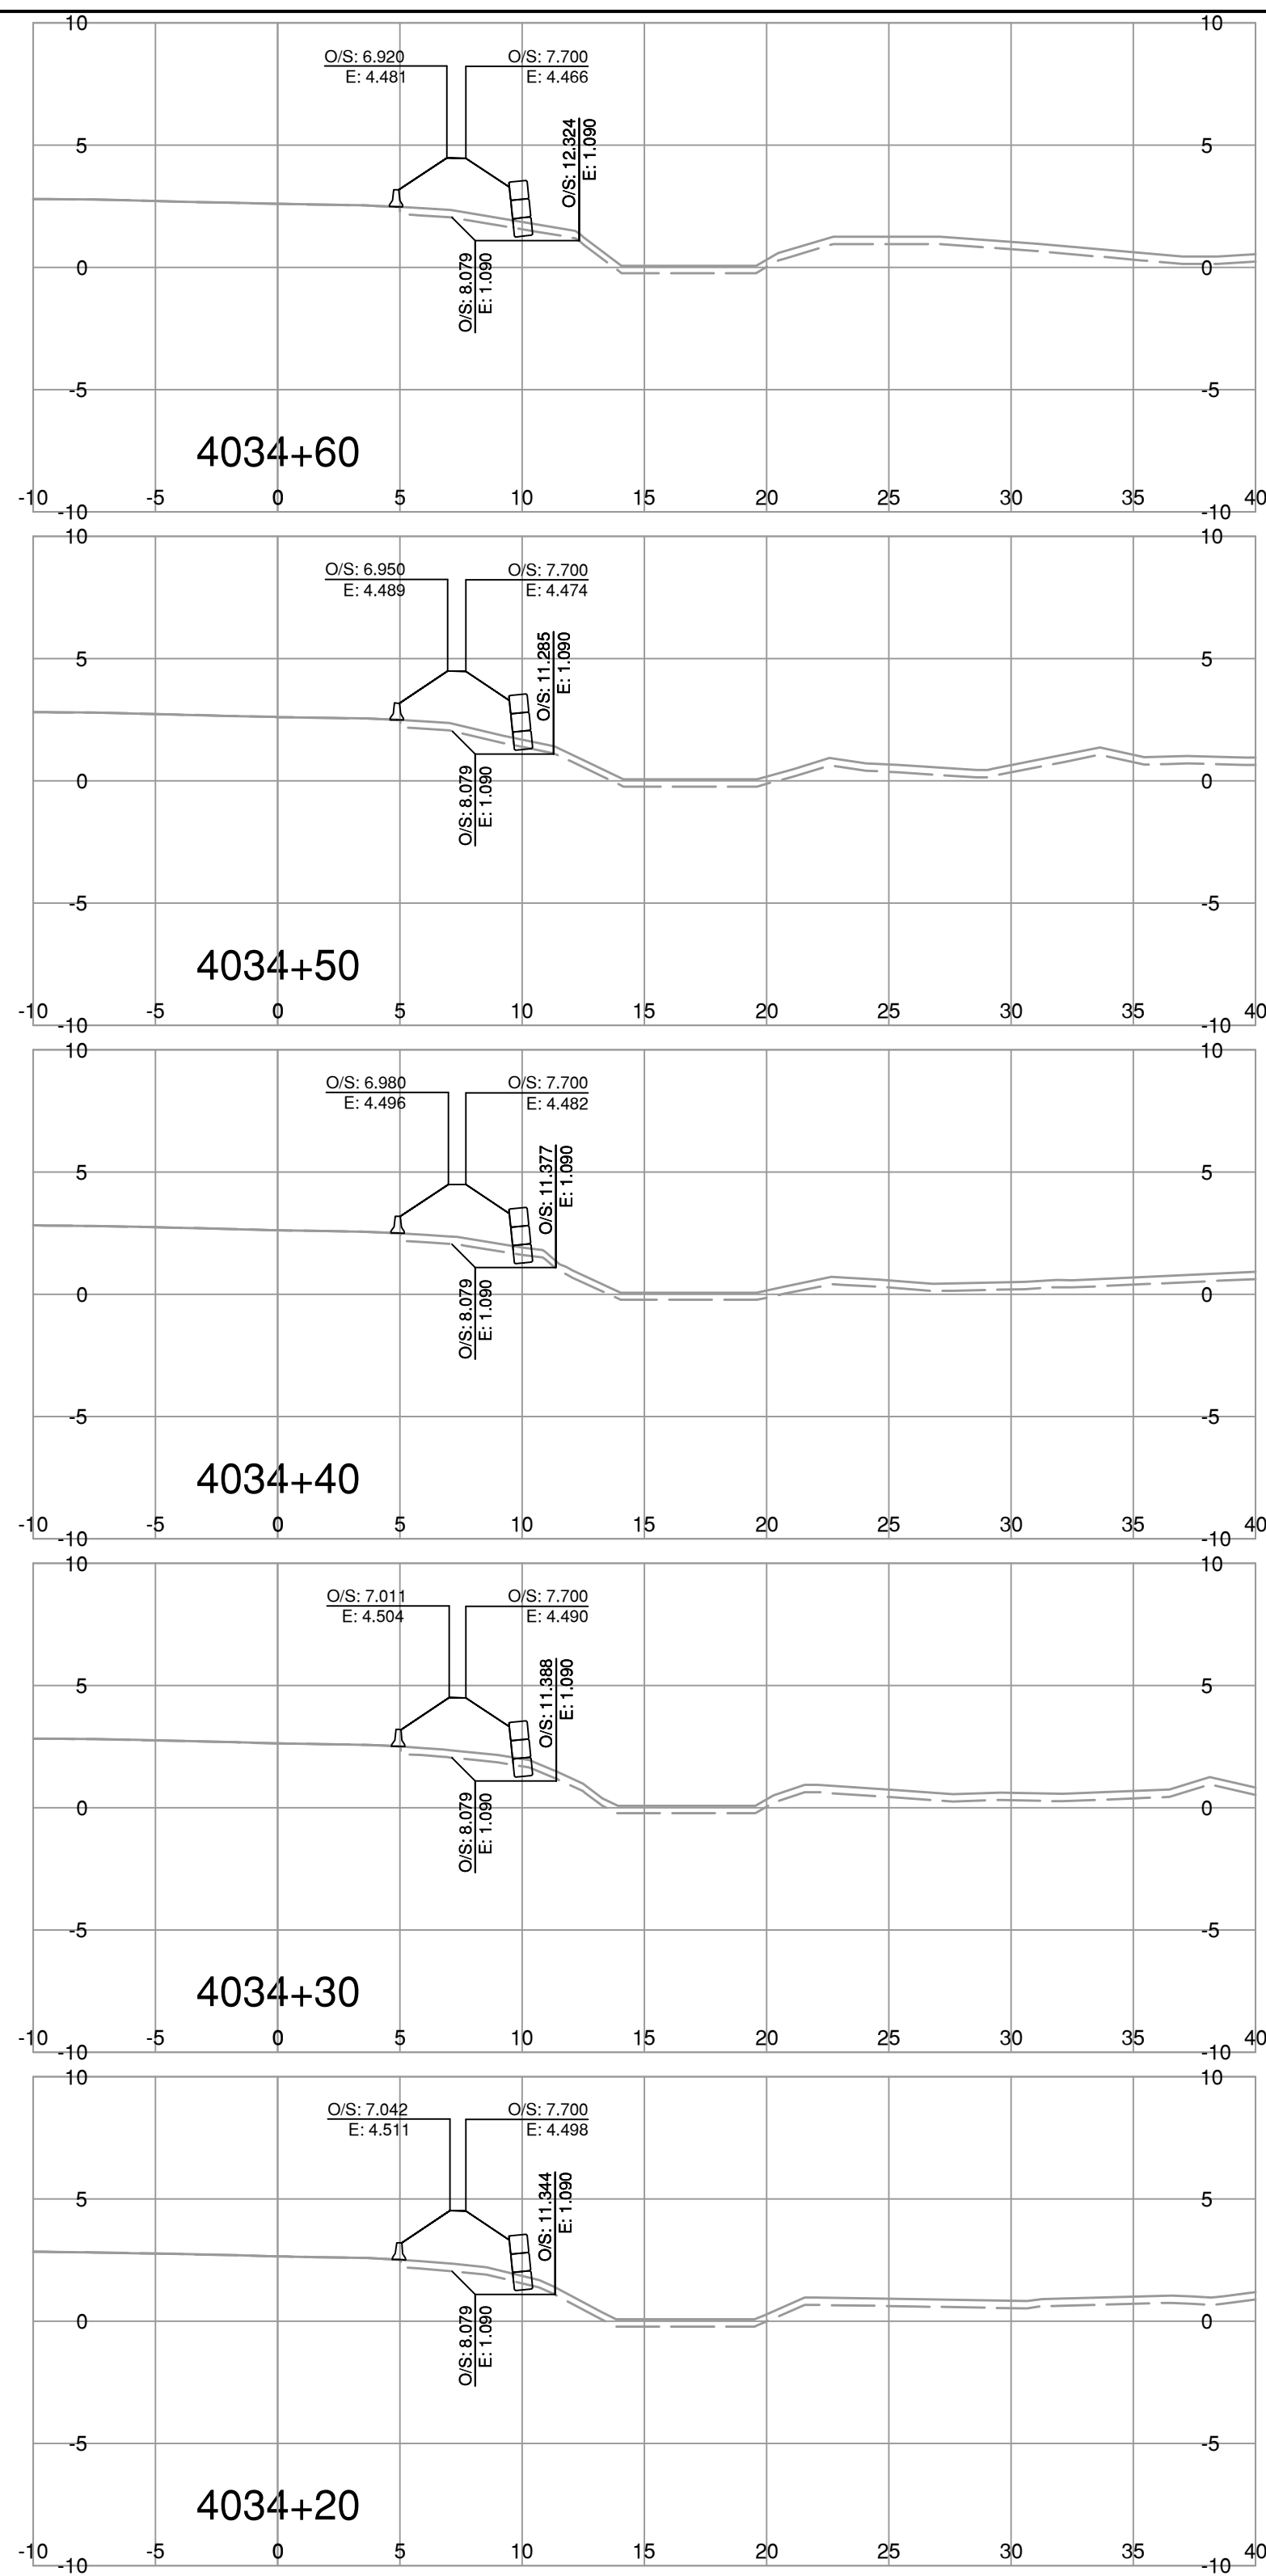 10 10
O/S: 6.920 O/S: 7.700
E: 4.481 E: 4.466
O/S: 12.324
E: 1.090
5 5
0 0
O/S: 8.079
E: 1.090
-5 -5
4034+60
-10 -5 0 5 10 15 20 25 30 35 40
-10 -10
10 10
O/S: 6.950 O/S: 7.700
E: 4.489 E: 4.474
O/S: 11.285
E: 1.090
5 5
0 0
O/S: 8.079
E: 1.090
-5 -5
4034+50
-10 -5 0 5 10 15 20 25 30 35 40
-10 -10
10 10
O/S: 6.980 O/S: 7.700
E: 4.496 E: 4.482
O/S: 11.377
E: 1.090
5 5
0 0
O/S: 8.079
E: 1.090
-5 -5
4034+40
-10 -5 0 5 10 15 20 25 30 35 40
-10 -10
10 10
O/S: 7.011 O/S: 7.700
E: 4.504 E: 4.490
O/S: 11.388
E: 1.090
5 5
0 0
O/S: 8.079
E: 1.090
-5 -5
4034+30
-10 -5 0 5 10 15 20 25 30 35 40
-10 -10
10 10
O/S: 7.042 O/S: 7.700
E: 4.511 E: 4.498
O/S: 11.344
E: 1.090
5 5
0 0
O/S: 8.079
E: 1.090
-5 -5
4034+20
-10 -5 0 5 10 15 20 25 30 35 40
-10 -10